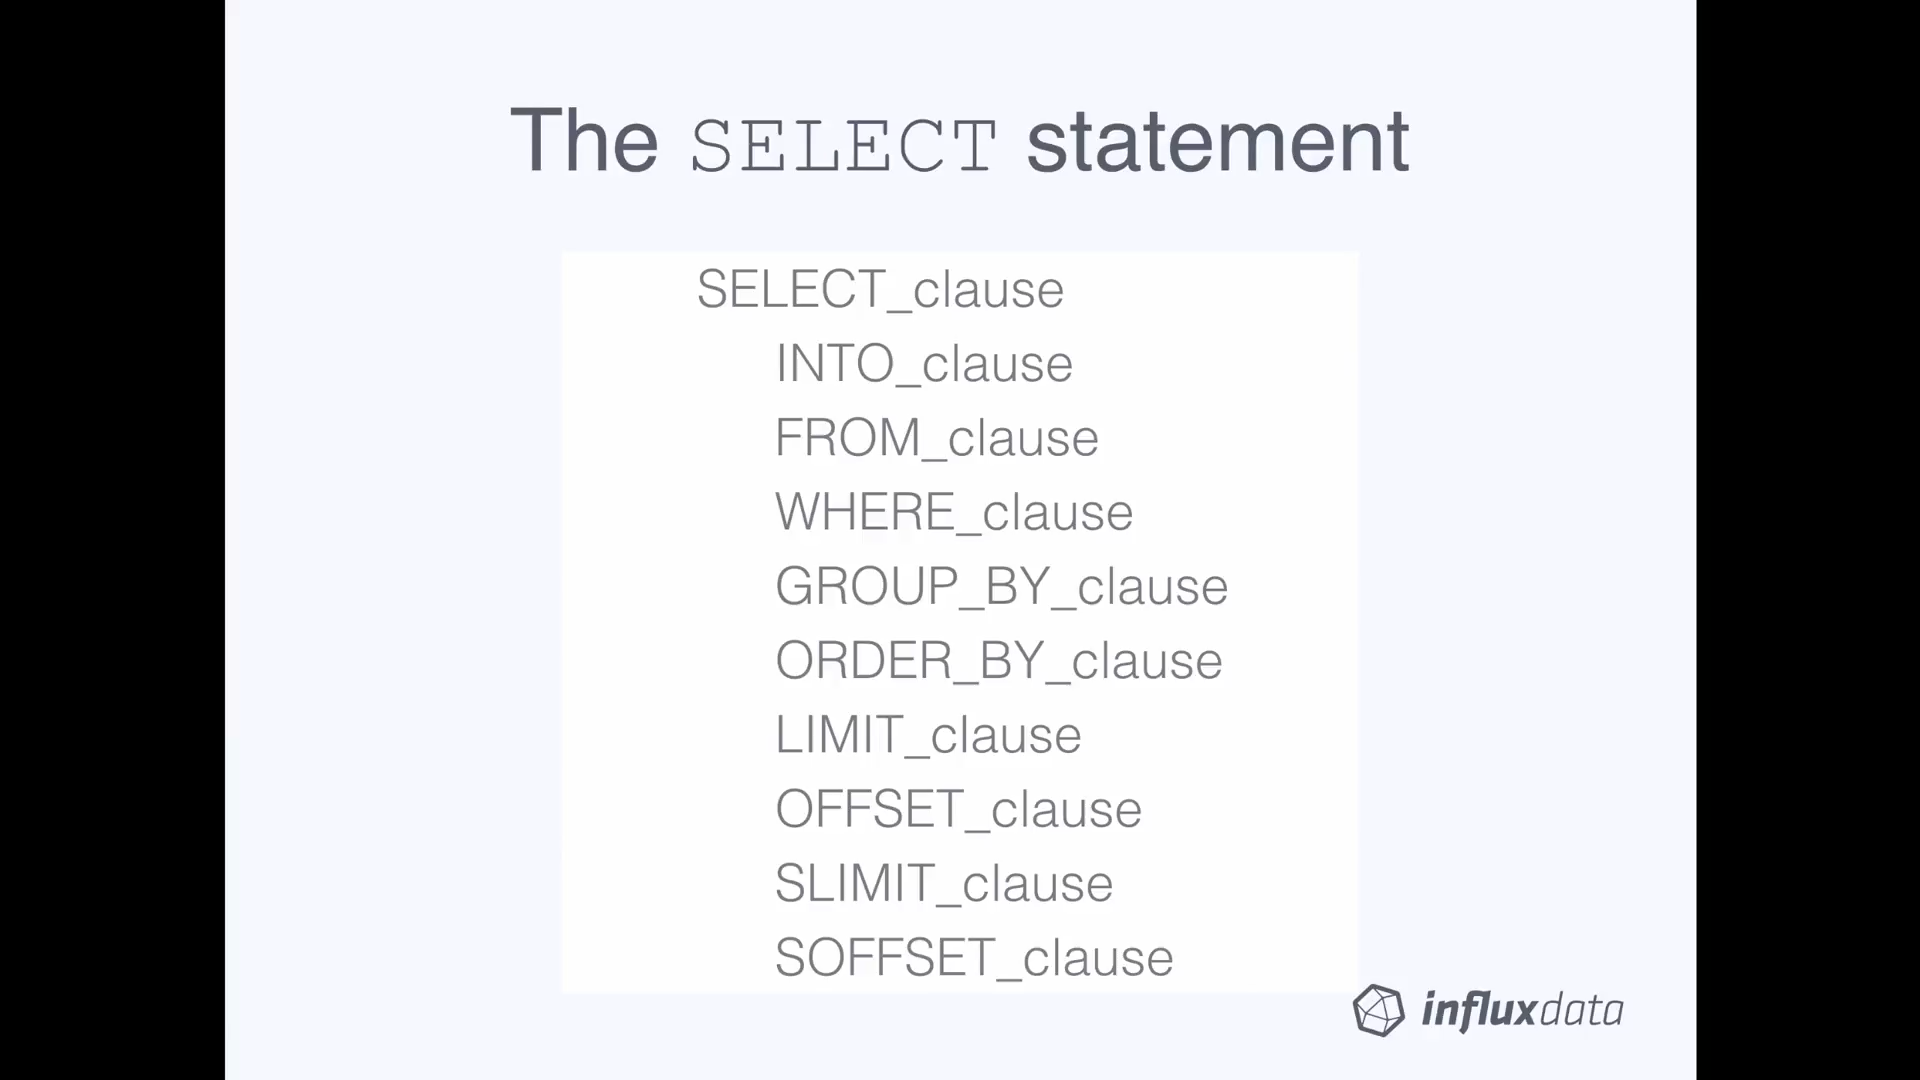 The SELECT statement
SELECT_clause
INTO_clause
FROM_clause
WHERE_clause
GROUP_BY_clause
ORDER_BY_clause
LIMIT_clause
OFFSET_clause
SLIMIT_clause
SOFFSET_clause
influxdata